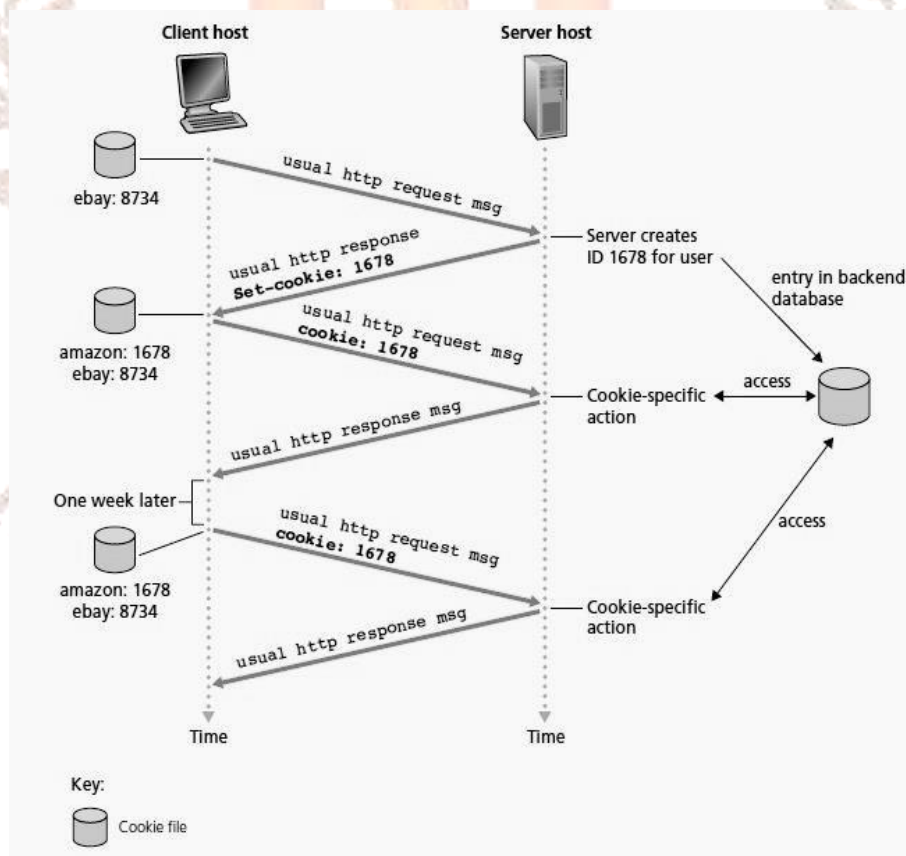 Client host
Server host
usual http request msg
ebay: 8734
Server creates
ID 1678 for user
entry in backend
database
usual http response
Set-cookie: 1678
amazon: 1678
ebay: 8734
usual http request msg
cookie: 1678
access
Cookie-specific
action
usual http response msg
One week later
usual http request msg
cookie: 1678
access
amazon: 1678
ebay: 8734
Cookie-specific
action
usual http response msg
Time
Time
Key:
Cookie file